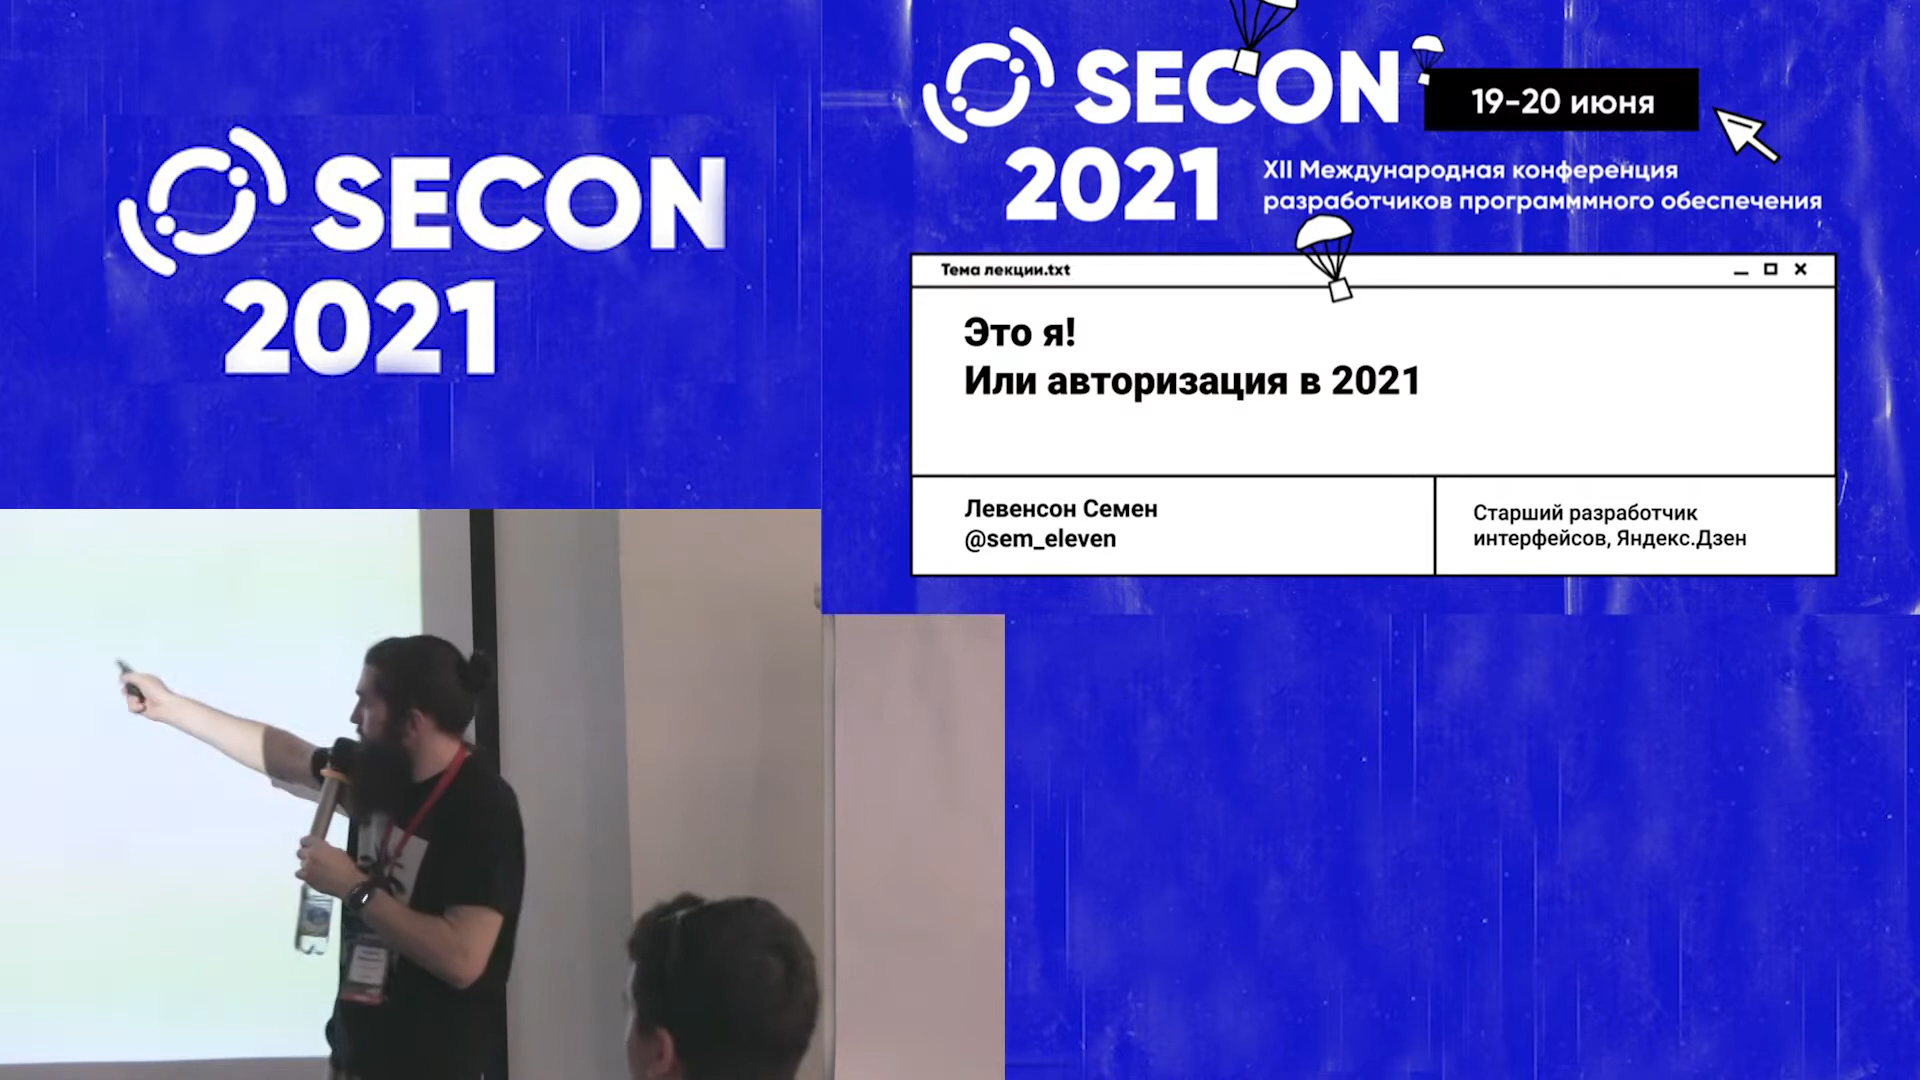 SECON
2021
SECON
19-20 июня
2021
XII Международная конференция
разработчиков программмного обеспечения
Тема лекции.txt
Это я!
Или авторизация в 2021
Левенсон Семен
@sem_eleven
Старший разработчик
интерфейсов, Яндекс.Дзен